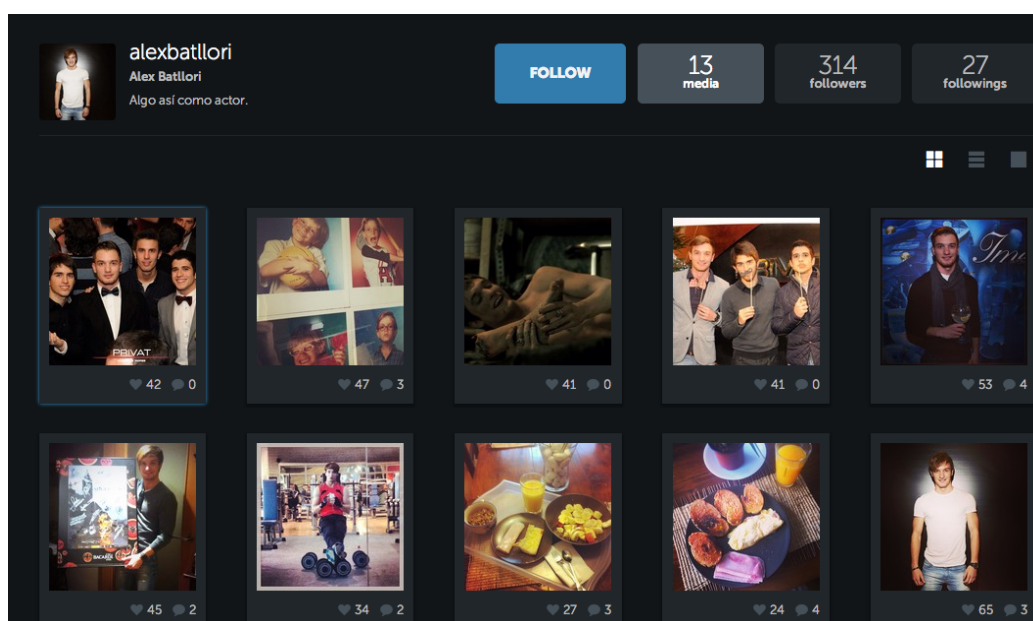 alexbatllori
Alex Batllori
Algo así como actor.
FOLLOW
13
media
314
followers
27
followings
PRIVAT
42 0
47 3
41 0
41 0
53 4
BACARDI
45 2
34 2
27 3
24 4
65 3